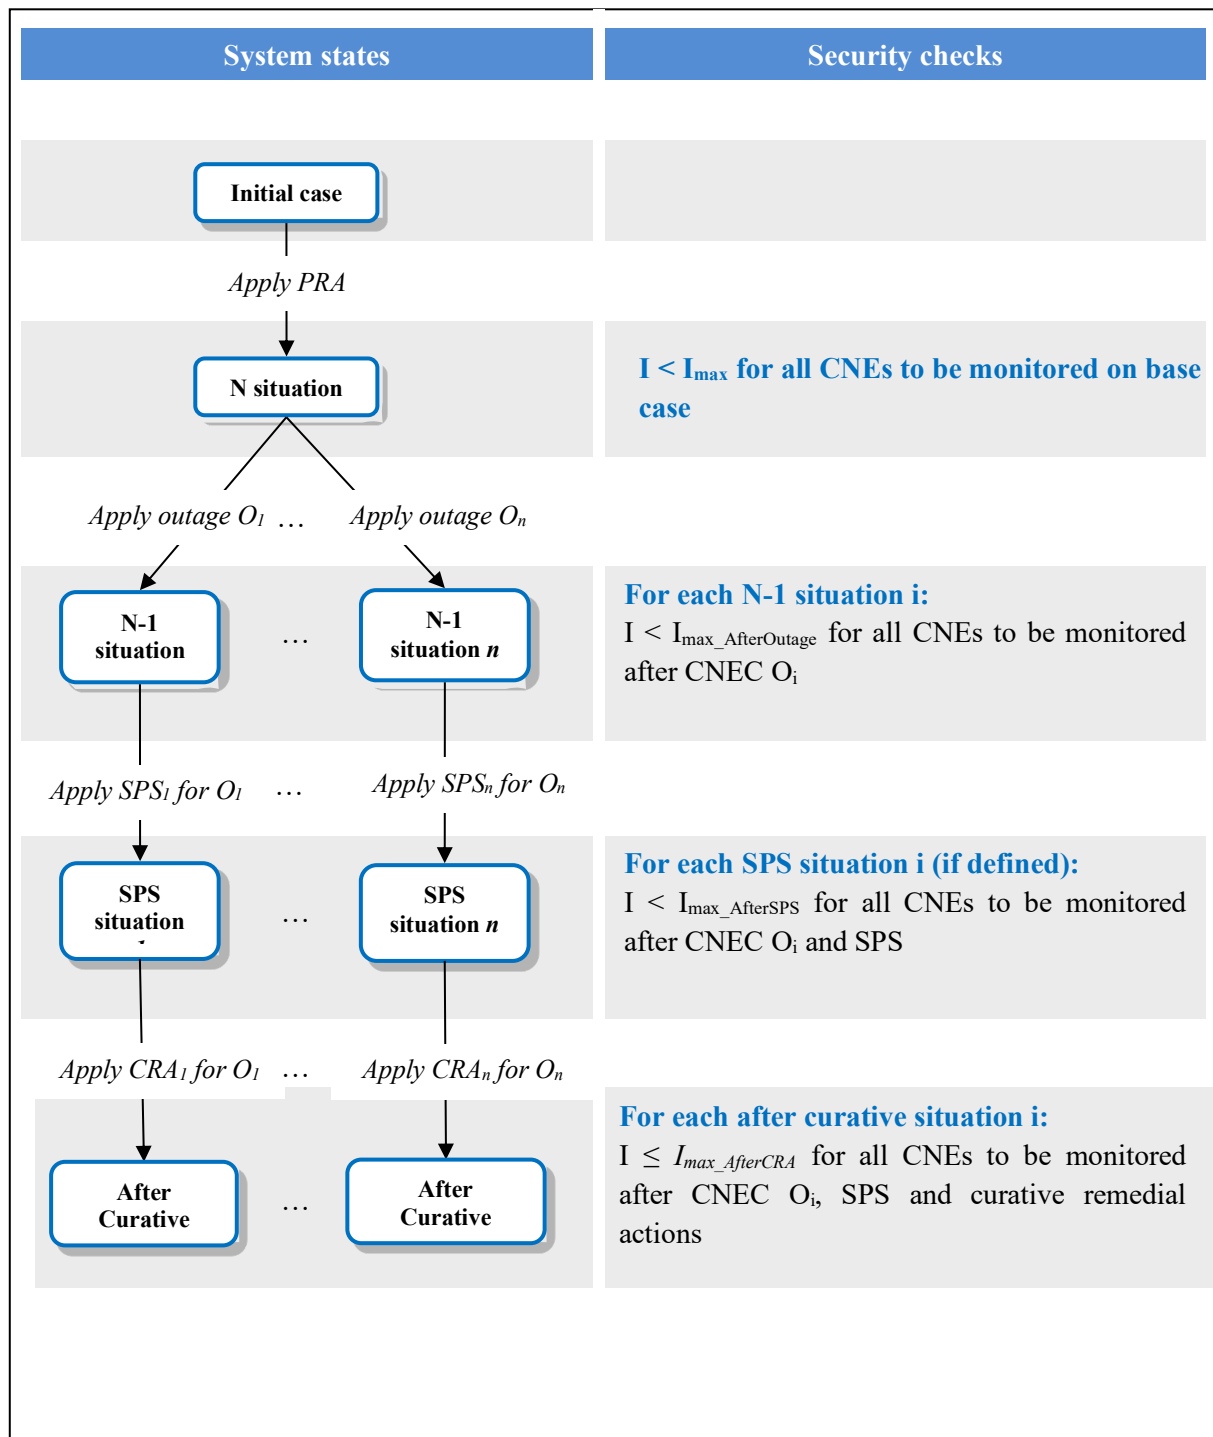 System states
Security checks
Initial case
Apply PRA
N situation
I < Imax for all CNEs to be monitored on base
case
Apply outage O1 ... Apply outage On
N-1
situation
...
N-1
situation n
For each N-1 situation i:
I < Imax_AfterOutage for all CNEs to be monitored
after CNEC Oi
Apply SPS1 for O1 ... Apply SPSn for On
SPS
situation
...
SPS
situation n
For each SPS situation i (if defined):
I < Imax_AfterSPS for all CNEs to be monitored
after CNEC Oi and SPS
Apply CRA1 for O1 ... Apply CRAn for On
After
Curative
...
After
Curative
For each after curative situation i:
I ≤ Imax_AfterCRA for all CNEs to be monitored
after CNEC Oi, SPS and curative remedial
actions